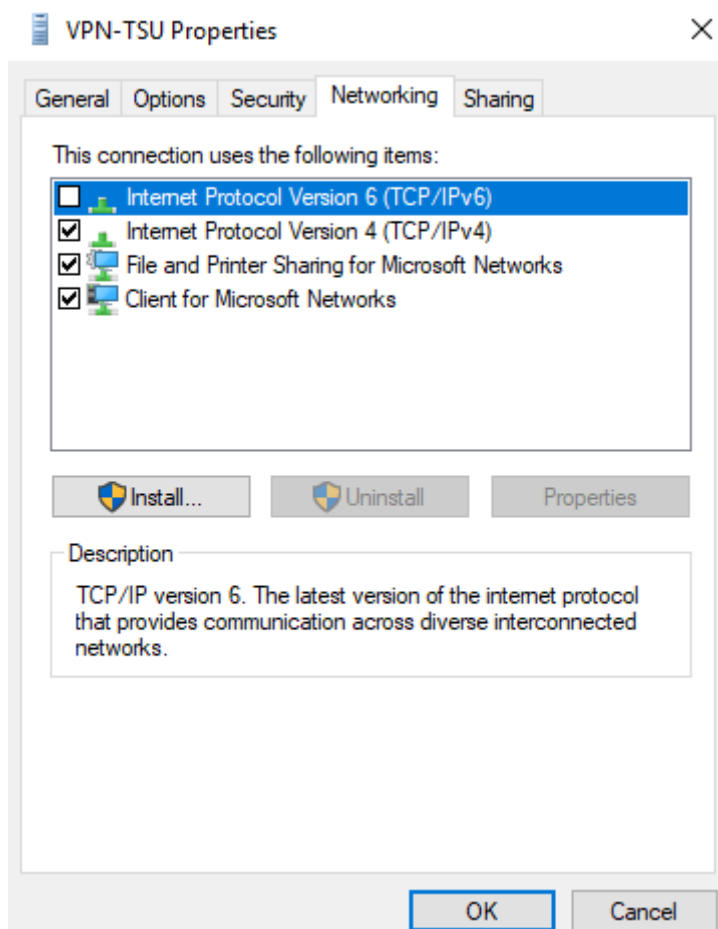 VPN-TSU Properties
General Options Security Networking Sharing
This connection uses the following items:
Internet Protocol Version 6 (TCP/IPv6)
Internet Protocol Version 4 (TCP/IPv4)
File and Printer Sharing for Microsoft Networks
Client for Microsoft Networks
Install... Uninstall Properties
Description
TCP/IP version 6. The latest version of the internet protocol
that provides communication across diverse interconnected
networks.
OK Cancel